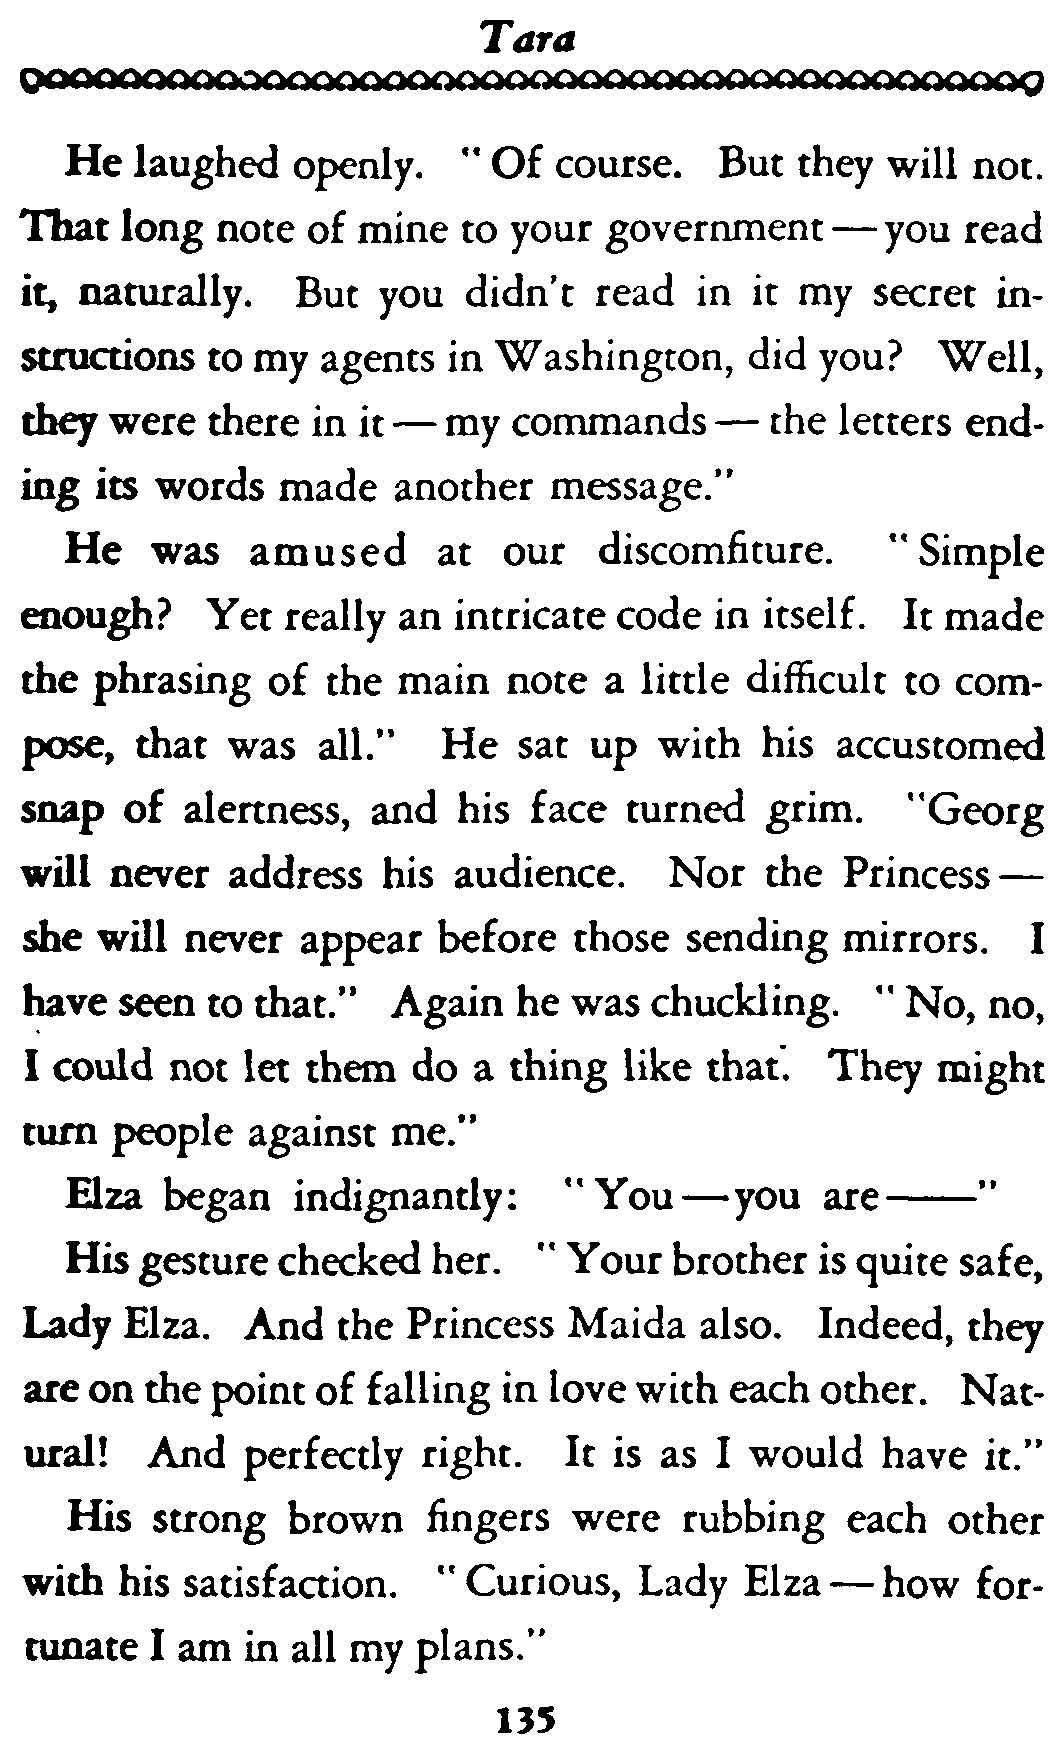 Tara
He laughed openly. "Of course. But they will not.
That long note of mine to your government—you read
it, naturally. But you didn't read in it my secret in-
structions to my agents in Washington, did you? Well,
they were there in it—my commands—the letters end-
ing its words made another message."
He was amused at our discomfiture. "Simple
enough? Yet really an intricate code in itself. It made
the phrasing of the main note a little difficult to com-
pose, that was all." He sat up with his accustomed
snap of alertness, and his face turned grim. "Georg
will never address his audience. Nor the Princess—
she will never appear before those sending mirrors. I
have seen to that." Again he was chuckling. "No, no,
I could not let them do a thing like that. They might
turn people against me."
Elza began indignantly: "You—you are——"
His gesture checked her. "Your brother is quite safe,
Lady Elza. And the Princess Maida also. Indeed, they
are on the point of falling in love with each other. Nat-
ural! And perfectly right. It is as I would have it."
His strong brown fingers were rubbing each other
with his satisfaction. "Curious, Lady Elza—how for-
tunate I am in all my plans."
135